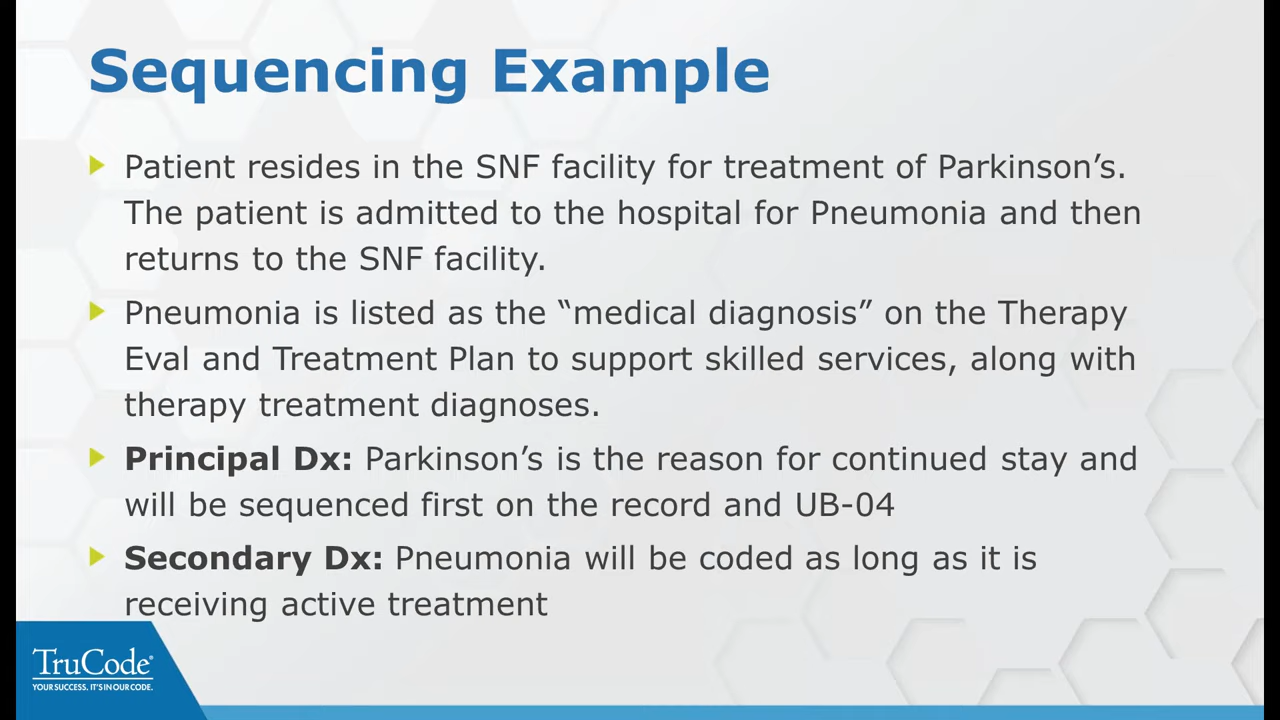 Sequencing Example
Patient resides in the SNF facility for treatment of Parkinson’s.
The patient is admitted to the hospital for Pneumonia and then
returns to the SNF facility.
Pneumonia is listed as the “medical diagnosis” on the Therapy
Eval and Treatment Plan to support skilled services, along with
therapy treatment diagnoses.
Principal Dx: Parkinson’s is the reason for continued stay and
will be sequenced first on the record and UB-04
Secondary Dx: Pneumonia will be coded as long as it is
receiving active treatment
TruCode®
YOUR SUCCESS. IT'S IN OUR CODE.